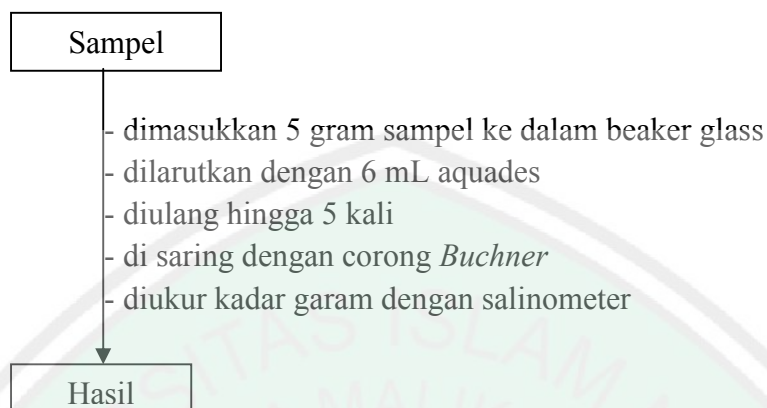 Sampel
- dimasukkan 5 gram sampel ke dalam beaker glass
- dilarutkan dengan 6 mL aquades
- diulang hingga 5 kali
- di saring dengan corong Buchner
- diukur kadar garam dengan salinometer
Hasil